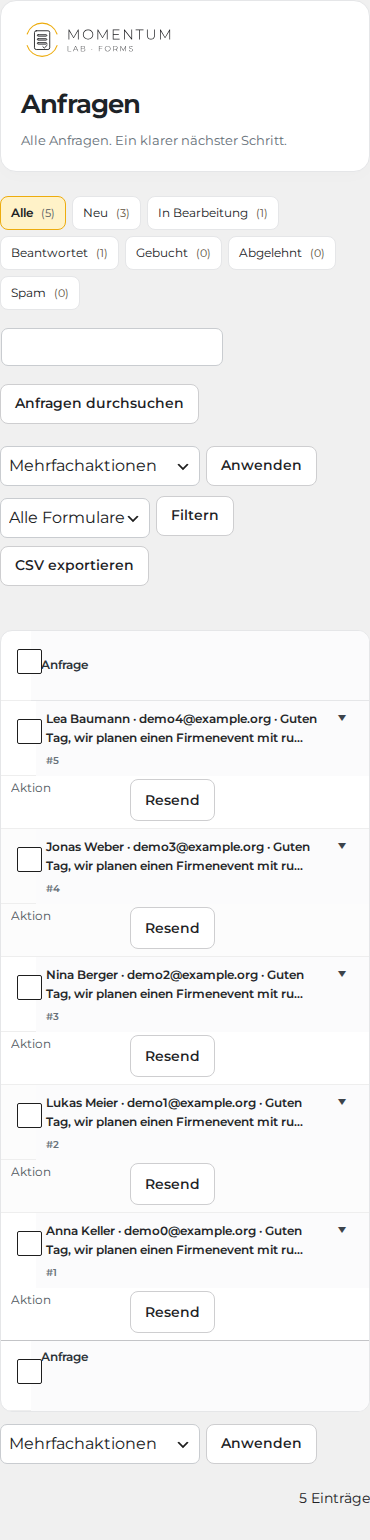 MOMENTUM
LAB · FORMS
Anfragen
Alle Anfragen. Ein klarer nächster Schritt.
Alle (5)
Neu (3)
In Bearbeitung (1)
Beantwortet (1)
Gebucht (0)
Abgelehnt (0)
Spam (0)
Anfragen durchsuchen
Mehrfachaktionen
Anwenden
Alle Formulare
Filtern
CSV exportieren
Anfrage
Lea Baumann · demo4@example.org · Guten
Tag, wir planen einen Firmenevent mit ru...
#5
Aktion
Resend
Jonas Weber · demo3@example.org · Guten
Tag, wir planen einen Firmenevent mit ru...
#4
Aktion
Resend
Nina Berger · demo2@example.org · Guten
Tag, wir planen einen Firmenevent mit ru...
#3
Aktion
Resend
Lukas Meier · demo1@example.org · Guten
Tag, wir planen einen Firmenevent mit ru...
#2
Aktion
Resend
Anna Keller · demo0@example.org · Guten
Tag, wir planen einen Firmenevent mit ru...
#1
Aktion
Resend
Anfrage
Mehrfachaktionen
Anwenden
5 Einträge